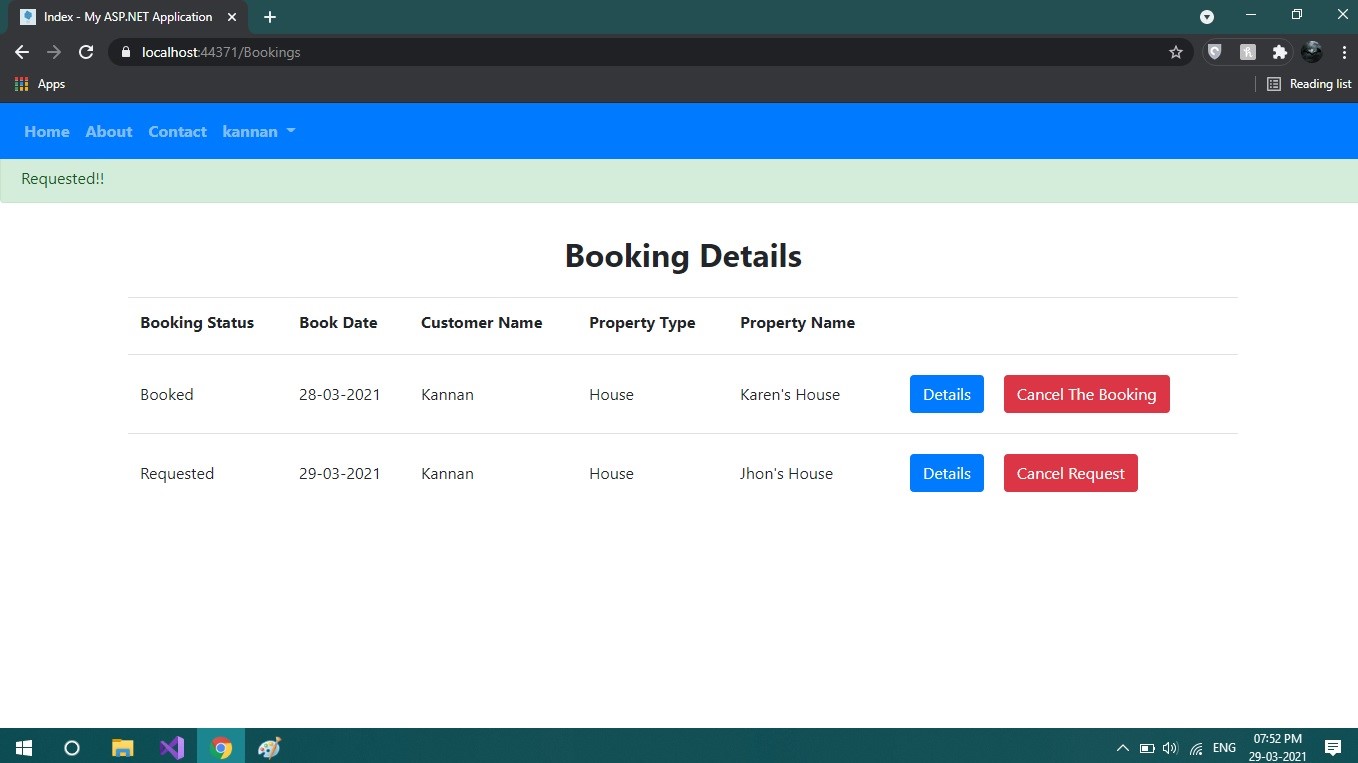 Index - My ASP.NET Application
localhost:44371/Bookings
Apps
Reading list
Home About Contact kannan
Requested!!
Booking Details
Booking Status Book Date Customer Name Property Type Property Name
Booked 28-03-2021 Kannan House Karen's House Details Cancel The Booking
Requested 29-03-2021 Kannan House Jhon's House Details Cancel Request
ENG
07:52 PM
29-03-2021